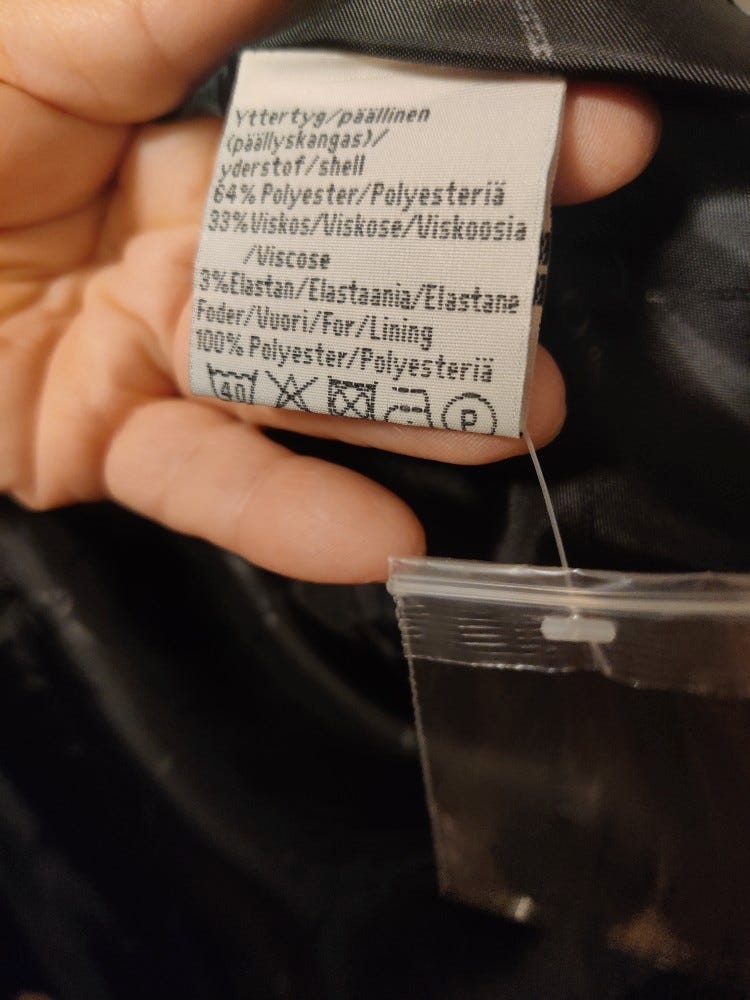 Yttertyg/päällinen
(päällyskangas)/
yderstof/shell
64% Polyester/Polyesteriä
33%Viskos/Viskose/Viskoosia
/Viscose
3%Elastan/Elastaania/Elastane
Foder/Vuori/For/Lining
100% Polyester/Polyesteriä
40
P